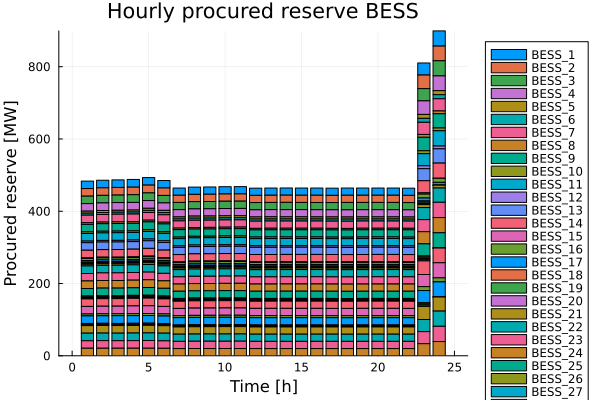 Hourly procured reserve BESS
Procured reserve [MW]
800
600
400
200
0
0
5
10
15
20
25
Time [h]
BESS_1
BESS_2
BESS_3
BESS_4
BESS_5
BESS_6
BESS_7
BESS_8
BESS_9
BESS_10
BESS_11
BESS_12
BESS_13
BESS_14
BESS_15
BESS_16
BESS_17
BESS_18
BESS_19
BESS_20
BESS_21
BESS_22
BESS_23
BESS_24
BESS_25
BESS_26
BESS_27